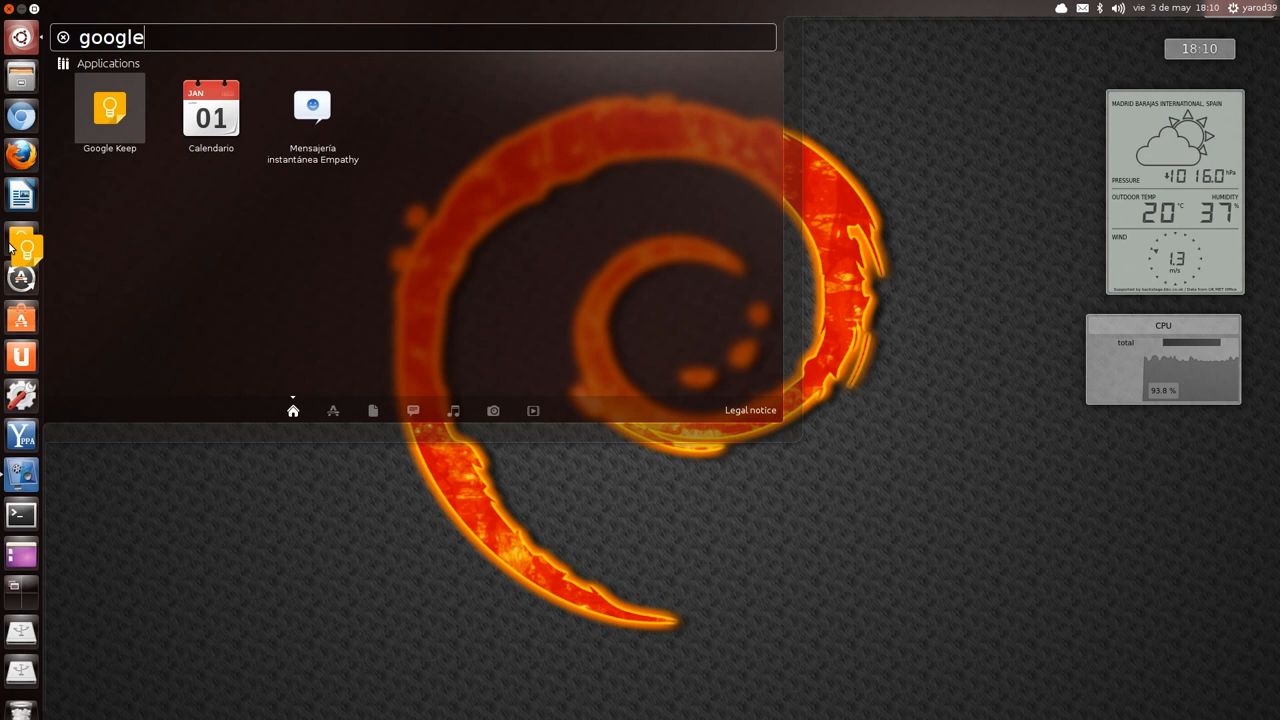 vie 3 de may 18:10 yarod39
google
Applications
JAN
01
Google Keep
Calendario
Mensajería
instantánea Empathy
Legal notice
18:10
MADRID BARAJAS INTERNATIONAL, SPAIN
PRESSURE 1016.0 hPa
OUTDOOR TEMP HUMIDITY
20 °C 37 %
WIND
1.3
m/s
CPU
total
93.8 %
U
YPPA
>_